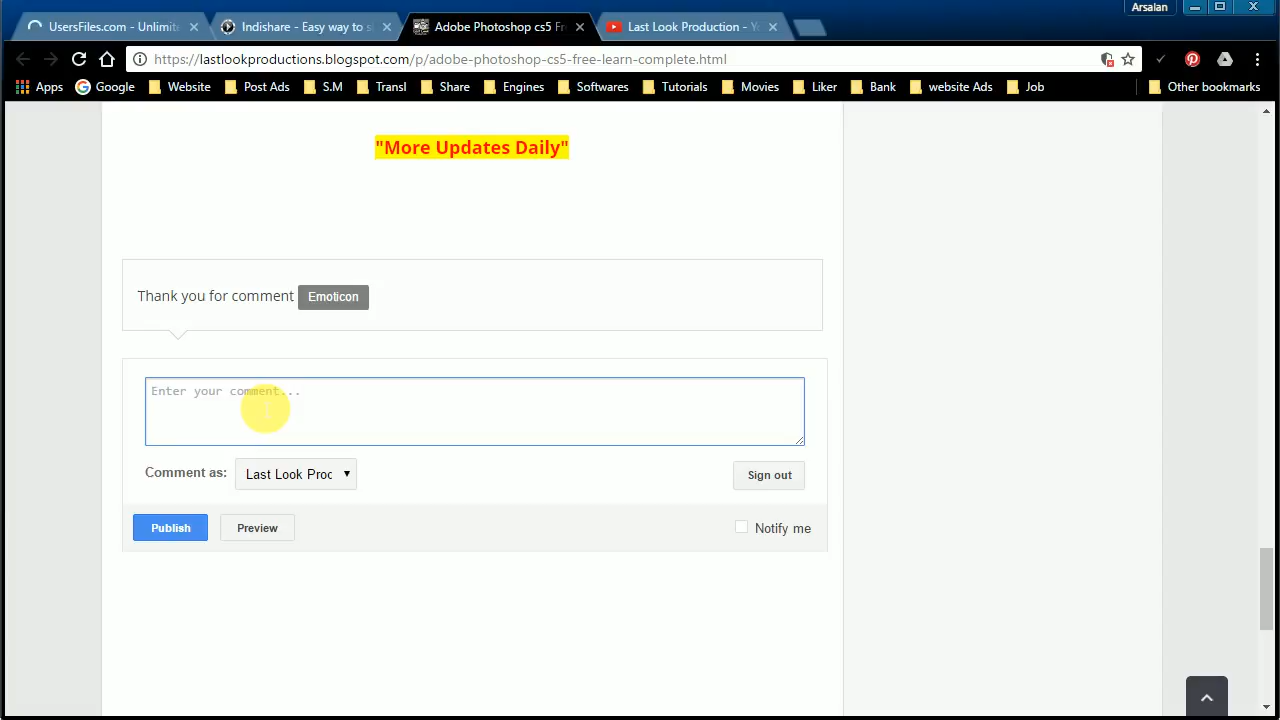 Arsalan
UsersFiles.com - Unlimit
Indishare - Easy way to s
Adobe Photoshop cs5 Fr
Last Look Production - Y
https://lastlookproductions.blogspot.com/p/adobe-photoshop-cs5-free-learn-complete.html
Apps Google Website Post Ads S.M Transl Share Engines Softwares Tutorials Movies Liker Bank website Ads Job Other bookmarks
"More Updates Daily"
Thank you for comment Emoticon
Enter your comment...
Comment as: Last Look Proc Sign out
Publish Preview Notify me